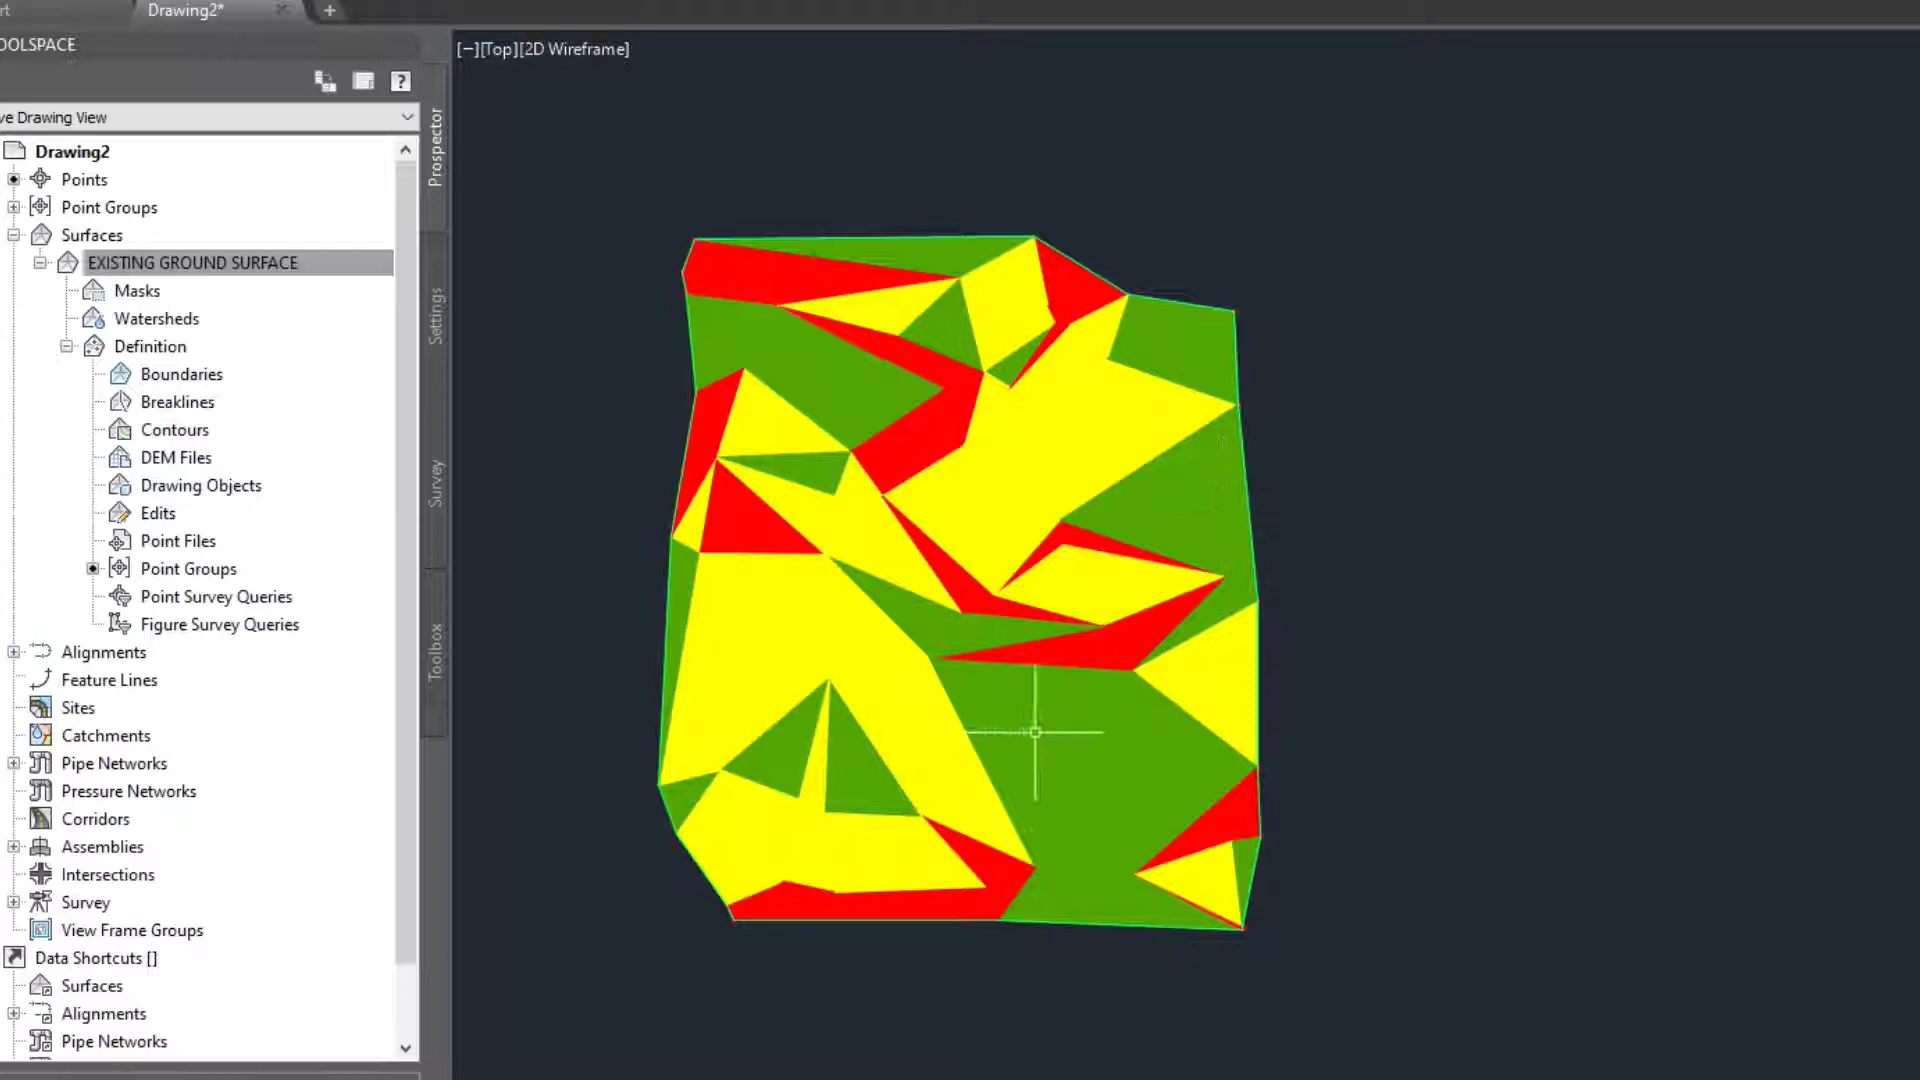 rt
Drawing2*
+
OOLSPACE
?
ve Drawing View
Drawing2
Points
Point Groups
Surfaces
EXISTING GROUND SURFACE
Masks
Watersheds
Definition
Boundaries
Breaklines
Contours
DEM Files
Drawing Objects
Edits
Point Files
Point Groups
Point Survey Queries
Figure Survey Queries
Alignments
Feature Lines
Sites
Catchments
Pipe Networks
Pressure Networks
Corridors
Assemblies
Intersections
Survey
View Frame Groups
Data Shortcuts []
Surfaces
Alignments
Pipe Networks
Prospector
Settings
Survey
Toolbox
[−][Top][2D Wireframe]